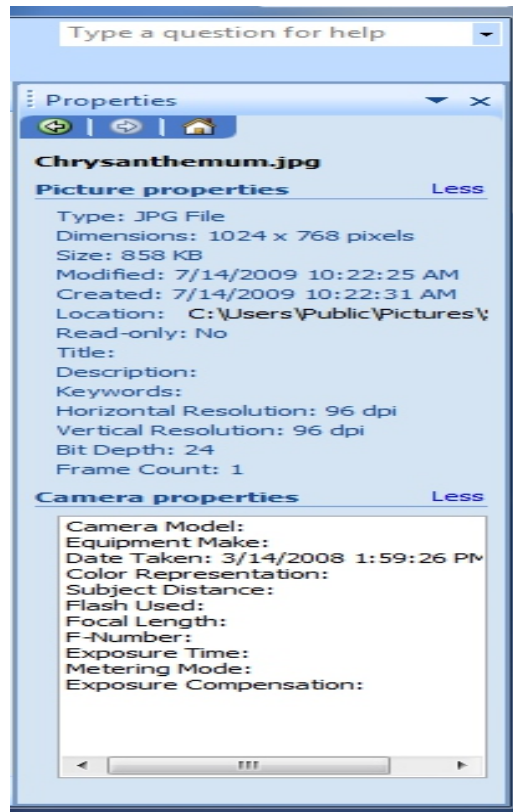 Type a question for help
Properties
Chrysanthemum.jpg
Picture properties Less
Type: JPG File
Dimensions: 1024 x 768 pixels
Size: 858 KB
Modified: 7/14/2009 10:22:25 AM
Created: 7/14/2009 10:22:31 AM
Location: C:\Users\Public\Pictures\
Read-only: No
Title:
Description:
Keywords:
Horizontal Resolution: 96 dpi
Vertical Resolution: 96 dpi
Bit Depth: 24
Frame Count: 1
Camera properties Less
Camera Model:
Equipment Make:
Date Taken: 3/14/2008 1:59:26 PM
Color Representation:
Subject Distance:
Flash Used:
Focal Length:
F-Number:
Exposure Time:
Metering Mode:
Exposure Compensation: